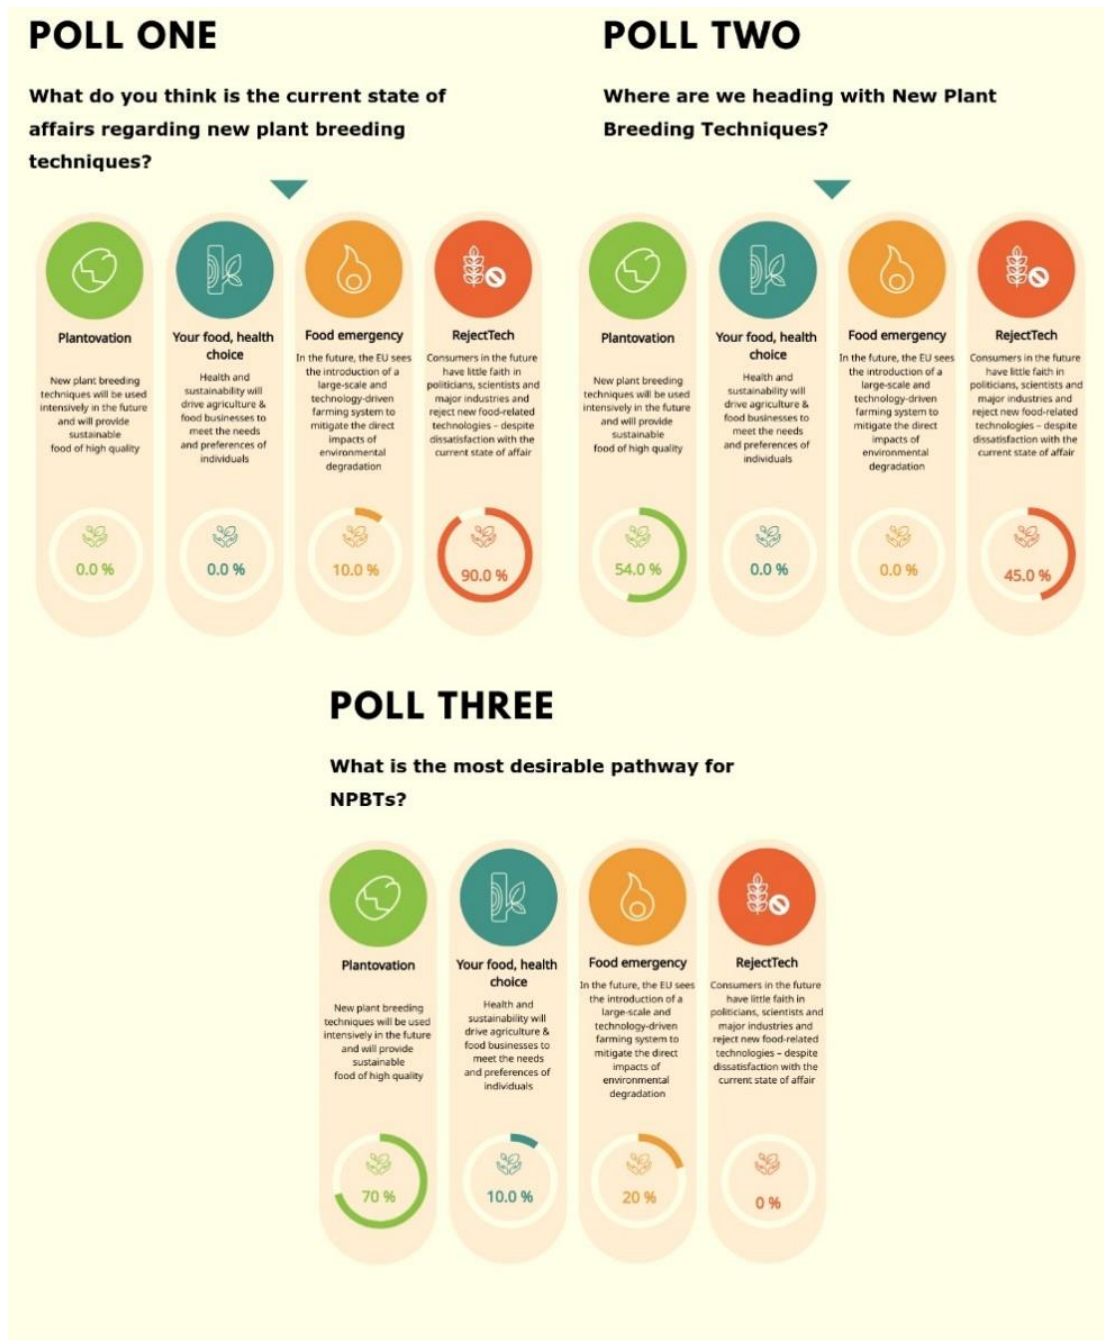 POLL ONE
What do you think is the current state of
affairs regarding new plant breeding
techniques?
Plantovation
New plant breeding
techniques will be used
intensively in the future
and will provide
sustainable
food of high quality
0.0 %
Your food, health
choice
Health and
sustainability will
drive agriculture &
food businesses to
meet the needs
and preferences of
individuals
0.0 %
Food emergency
In the future, the EU sees
the introduction of a
large-scale and
technology-driven
farming system to
mitigate the direct
impacts of
environmental
degradation
10.0 %
RejectTech
Consumers in the future
have little faith in
politicians, scientists and
major industries and
reject new food-related
technologies – despite
dissatisfaction with the
current state of affair
90.0 %
POLL TWO
Where are we heading with New Plant
Breeding Techniques?
Plantovation
New plant breeding
techniques will be used
intensively in the future
and will provide
sustainable
food of high quality
54.0 %
Your food, health
choice
Health and
sustainability will
drive agriculture &
food businesses to
meet the needs
and preferences of
individuals
0.0 %
Food emergency
In the future, the EU sees
the introduction of a
large-scale and
technology-driven
farming system to
mitigate the direct
impacts of
environmental
degradation
0.0 %
RejectTech
Consumers in the future
have little faith in
politicians, scientists and
major industries and
reject new food-related
technologies – despite
dissatisfaction with the
current state of affair
45.0 %
POLL THREE
What is the most desirable pathway for
NPBTs?
Plantovation
New plant breeding
techniques will be used
intensively in the future
and will provide
sustainable
food of high quality
70 %
Your food, health
choice
Health and
sustainability will
drive agriculture &
food businesses to
meet the needs
and preferences of
individuals
10.0 %
Food emergency
In the future, the EU sees
the introduction of a
large-scale and
technology-driven
farming system to
mitigate the direct
impacts of
environmental
degradation
20 %
RejectTech
Consumers in the future
have little faith in
politicians, scientists and
major industries and
reject new food-related
technologies – despite
dissatisfaction with the
current state of affair
0 %